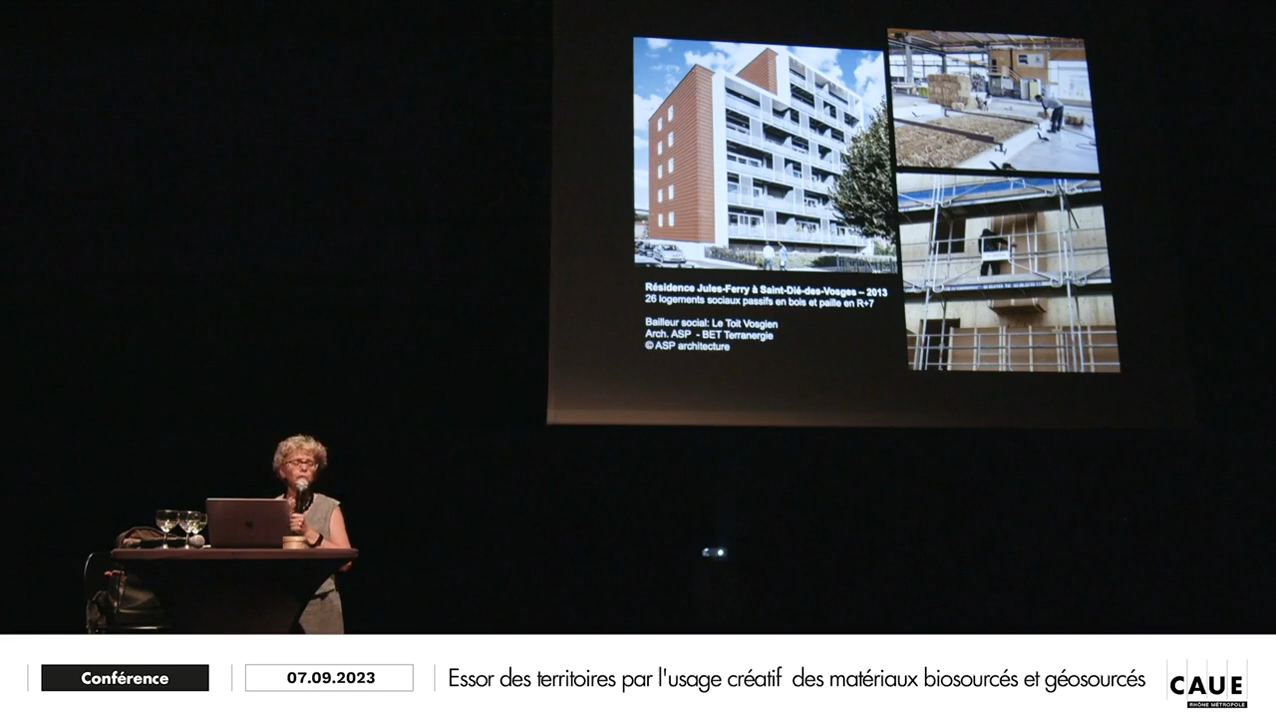 Résidence Jules-Ferry à Saint-Dié-des-Vosges – 2013
26 logements sociaux passifs en bois et paille en R+7
Bailleur social: Le Toit Vosgien
Arch. ASP - BET Terranergie
© ASP architecture
Conférence
07.09.2023
Essor des territoires par l'usage créatif des matériaux biosourcés et géosourcés
CAUE
RHÔNE MÉTROPOLE